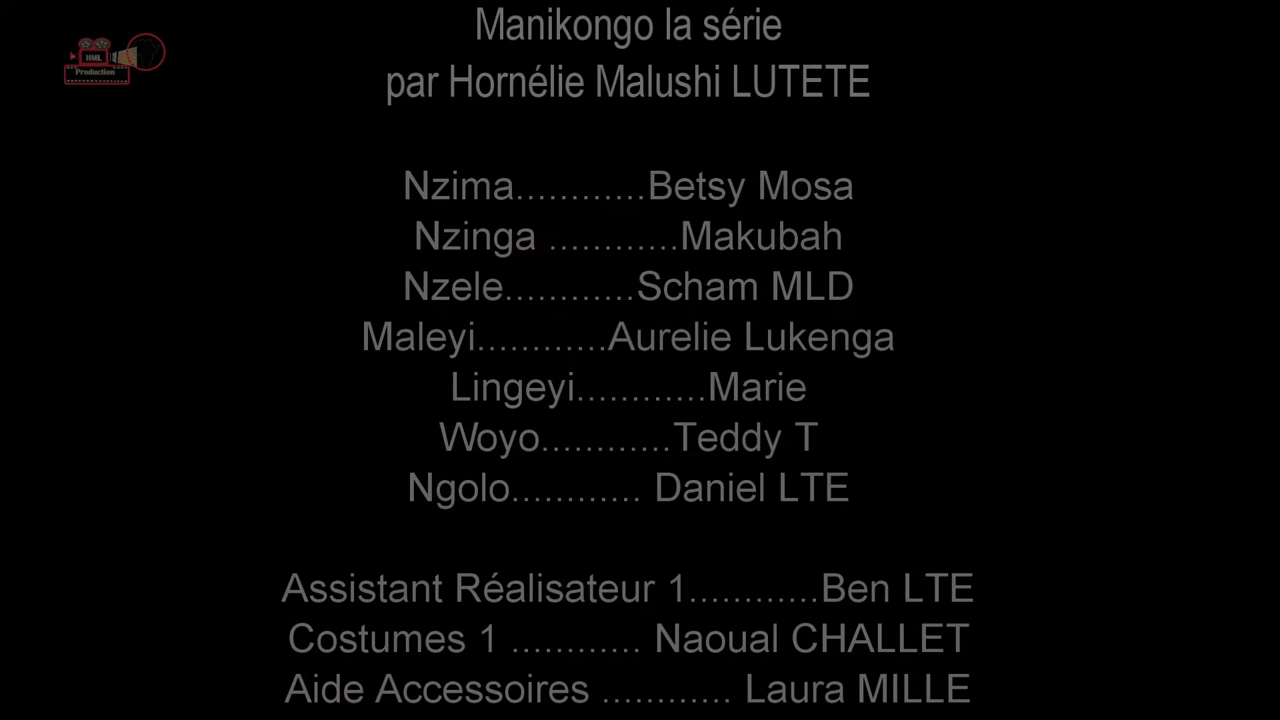 HML
Production
Manikongo la série
par Hornélie Malushi LUTETE
Nzima............Betsy Mosa
Nzinga ............Makubah
Nzele............Scham MLD
Maleyi............Aurelie Lukenga
Lingeyi............Marie
Woyo............Teddy T
Ngolo............ Daniel LTE
Assistant Réalisateur 1............Ben LTE
Costumes 1 ............ Naoual CHALLET
Aide Accessoires ............ Laura MILLE